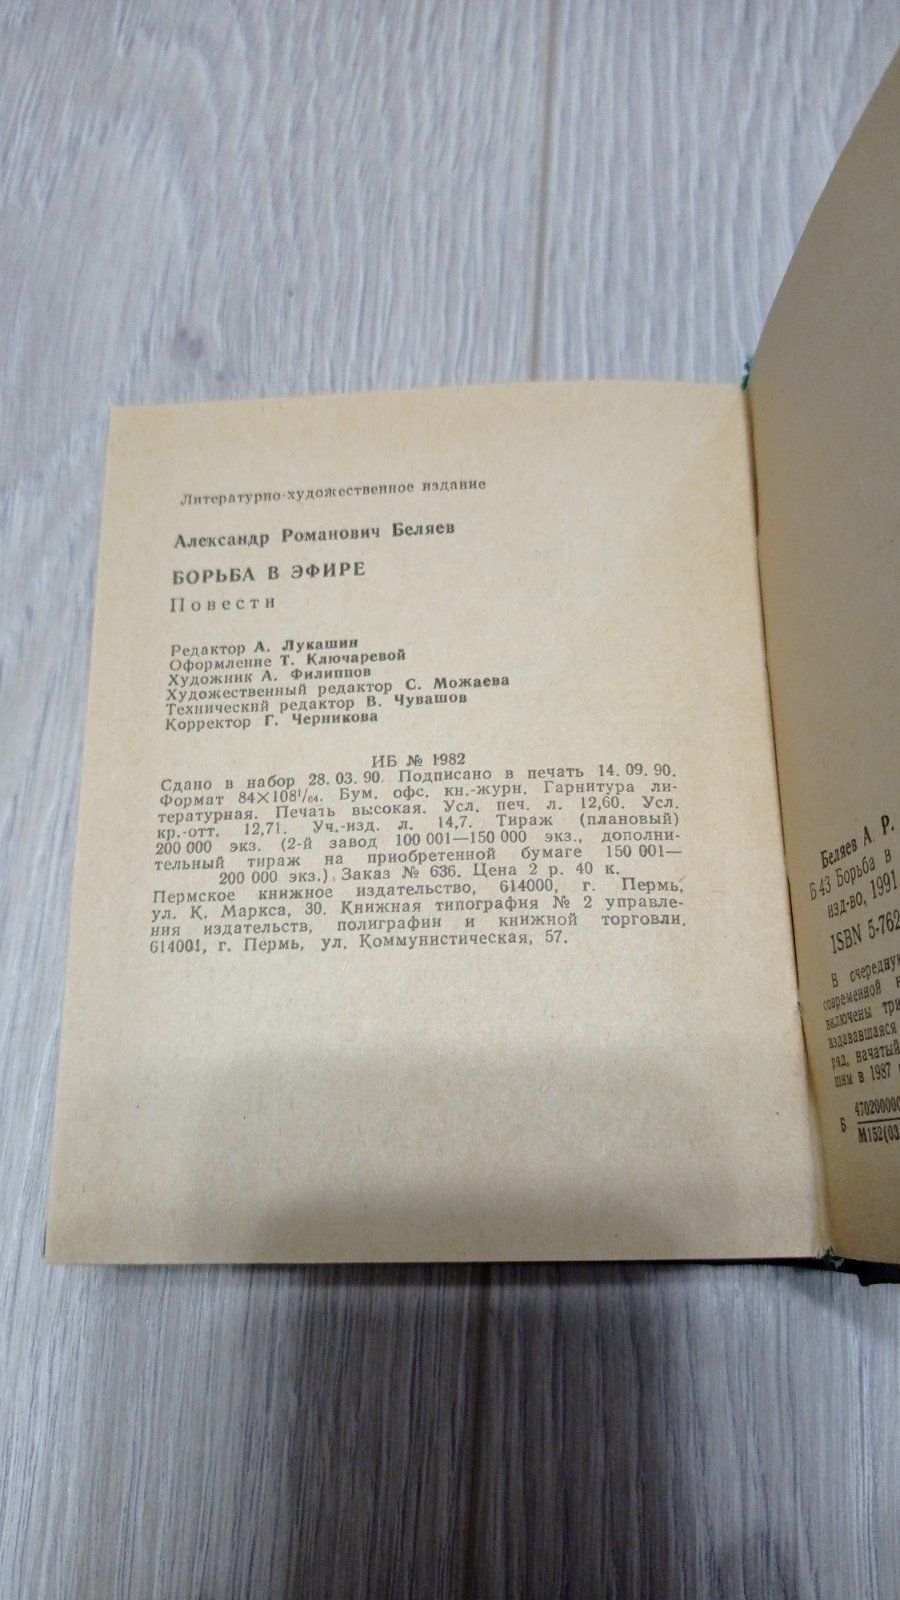 Литературно-художественное издание
Александр Романович Беляев
БОРЬБА В ЭФИРЕ
Повести
Редактор А. Лукашин
Оформление Т. Ключаревой
Художник А. Филиппов
Художественный редактор С. Можаева
Технический редактор В. Чувашов
Корректор Г. Черникова
ИБ № 1982
Сдано в набор 28.03.90. Подписано в печать 14.09.90.
Формат 84×108¹/₆₄. Бум. офс. кн.-журн. Гарнитура ли-
тературная. Печать высокая. Усл. печ. л. 12,60. Усл.
кр.-отт. 12,71. Уч.-изд. л. 14,7. Тираж (плановый)
200 000 экз. (2-й завод 100 001—150 000 экз., дополни-
тельный тираж на приобретенной бумаге 150 001—
200 000 экз.) Заказ № 636. Цена 2 р. 40 к.
Пермское книжное издательство, 614000, г. Пермь,
ул. К. Маркса, 30. Книжная типография № 2 управле-
ния издательств, полиграфии и книжной торговли.
614001, г. Пермь, ул. Коммунистическая, 57.
Беляев А. Р.
Б 43 Борьба в
изд-во, 1991
ISBN 5-762
В очередную
современной
включены три
издававшаяся
ряд, начатый
шим в 1987
Б 4702000
М152(03